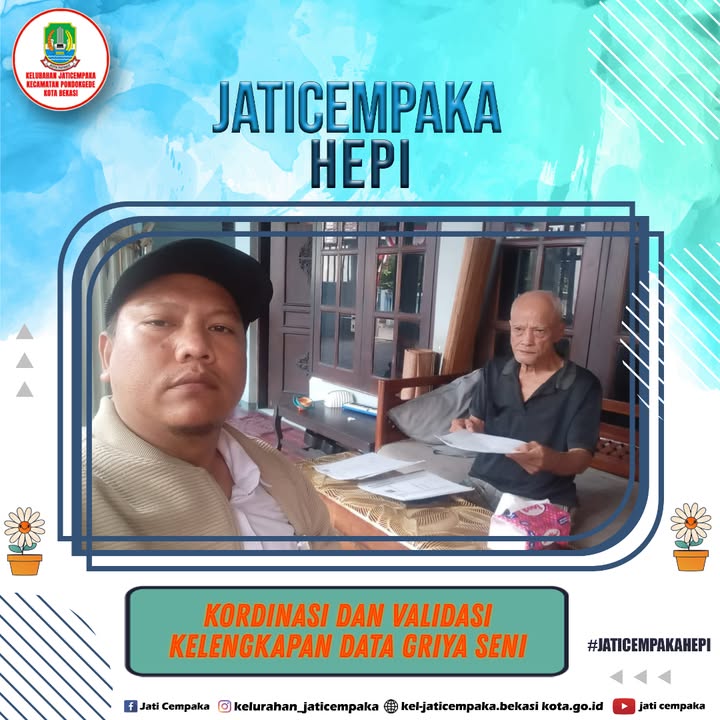 KELURAHAN JATICEMPAKA
KECAMATAN PONDOKGEDE
KOTA BEKASI
JATICEMPAKA
HEPI
KORDINASI DAN VALIDASI
KELENGKAPAN DATA GRIYA SENI
#JATICEMPAKAHEPI
Jati Cempaka kelurahan_jaticempaka kel-jaticempaka.bekasi kota.go.id jati cempaka